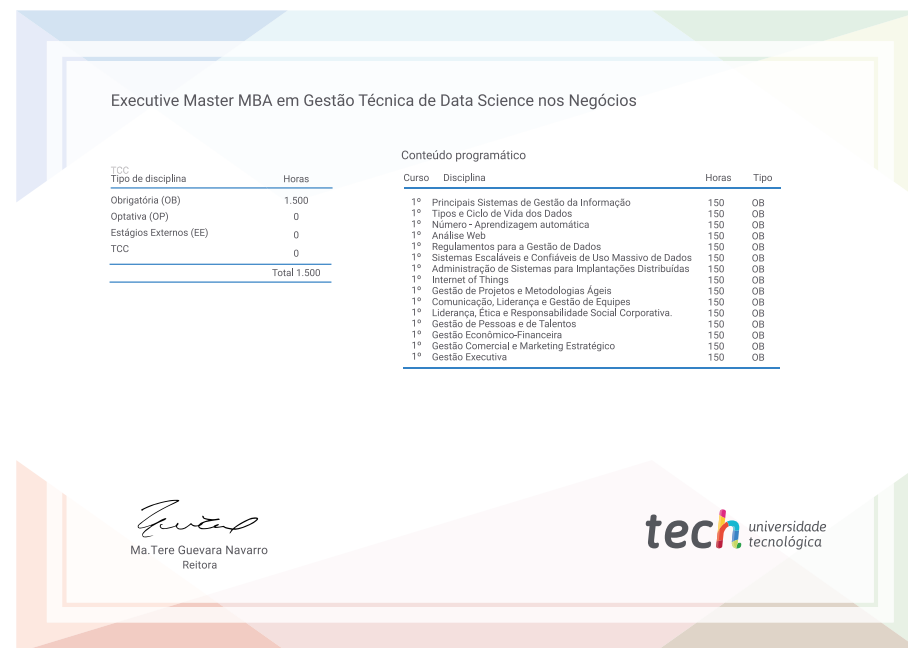 Executive Master MBA em Gestão Técnica de Data Science nos Negócios
TCC
Tipo de disciplina Horas
Obrigatória (OB) 1.500
Optativa (OP) 0
Estágios Externos (EE) 0
TCC 0
Total 1.500
Conteúdo programático
Curso Disciplina Horas Tipo
1º Principais Sistemas de Gestão da Informação 150 OB
1º Tipos e Ciclo de Vida dos Dados 150 OB
1º Número - Aprendizagem automática 150 OB
1º Análise Web 150 OB
1º Regulamentos para a Gestão de Dados 150 OB
1º Sistemas Escaláveis e Confiáveis de Uso Massivo de Dados 150 OB
1º Administração de Sistemas para Implantações Distribuídas 150 OB
1º Internet of Things 150 OB
1º Gestão de Projetos e Metodologias Ágeis 150 OB
1º Comunicação, Liderança e Gestão de Equipes 150 OB
1º Liderança, Ética e Responsabilidade Social Corporativa. 150 OB
1º Gestão de Pessoas e de Talentos 150 OB
1º Gestão Econômico-Financeira 150 OB
1º Gestão Comercial e Marketing Estratégico 150 OB
1º Gestão Executiva 150 OB
Ma.Tere Guevara Navarro
Reitora
tech universidade
tecnológica